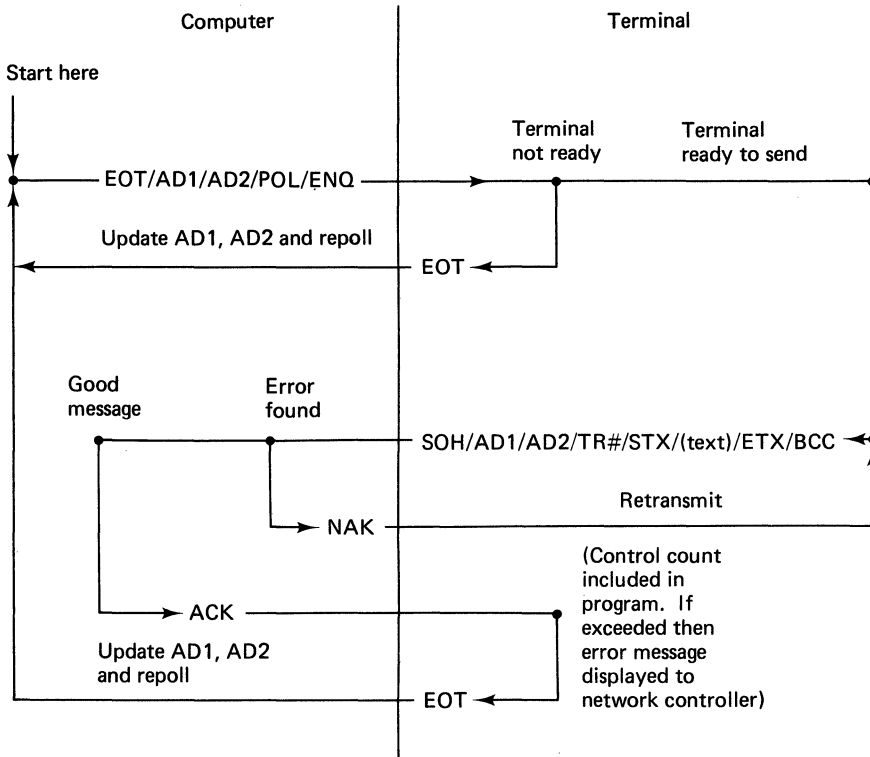 Computer
Terminal
Start here
Terminal
not ready
Terminal
ready to send
EOT/AD1/AD2/POL/ENQ
Update AD1, AD2 and repoll
EOT
Good
message
Error
found
SOH/AD1/AD2/TR#/STX/(text)/ETX/BCC
Retransmit
NAK
(Control count
included in
program. If
exceeded then
error message
displayed to
network controller)
ACK
Update AD1, AD2
and repoll
EOT